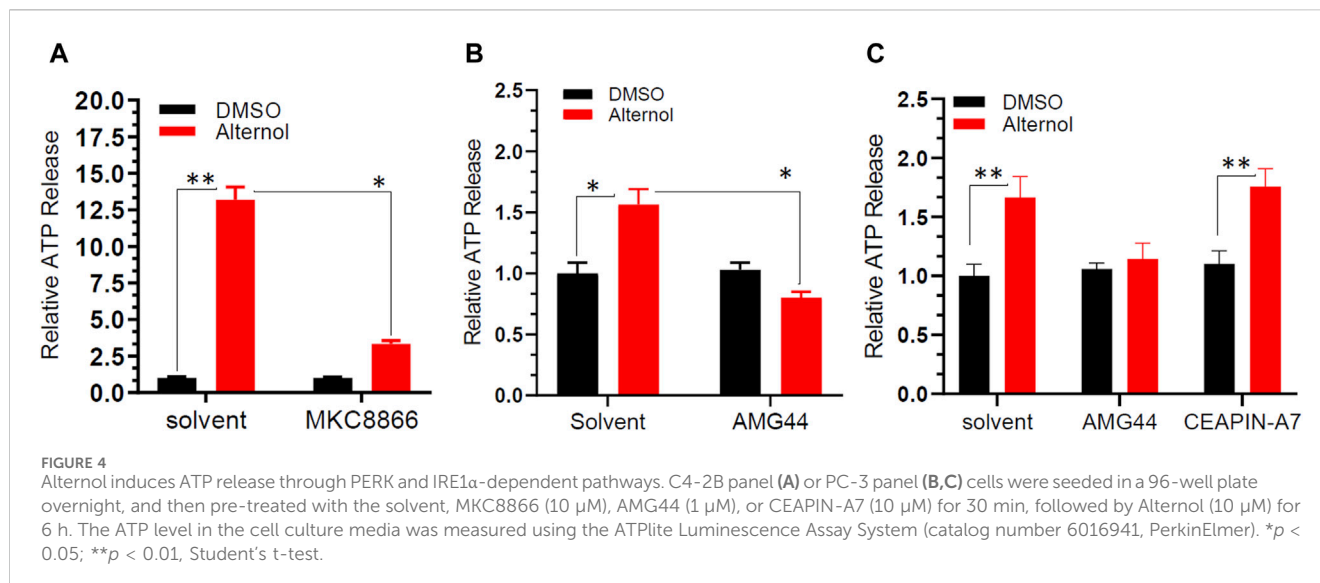 A
20.0
17.5
15.0
12.5
10.0
7.5
5.0
2.5
0.0
Relative ATP Release
DMSO
Alternol
**
*
solvent
MKC8866
B
2.5
2.0
1.5
1.0
0.5
0.0
Relative ATP Release
DMSO
Alternol
*
*
Solvent
AMG44
C
2.5
2.0
1.5
1.0
0.5
0.0
Relative ATP Release
DMSO
Alternol
**
**
solvent
AMG44
CEAPIN-A7
FIGURE 4
Alternol induces ATP release through PERK and IRE1α-dependent pathways. C4-2B panel (A) or PC-3 panel (B,C) cells were seeded in a 96-well plate
overnight, and then pre-treated with the solvent, MKC8866 (10 μM), AMG44 (1 μM), or CEAPIN-A7 (10 μM) for 30 min, followed by Alternol (10 μM) for
6 h. The ATP level in the cell culture media was measured using the ATPlite Luminescence Assay System (catalog number 6016941, PerkinElmer). *p <
0.05; **p < 0.01, Student's t-test.